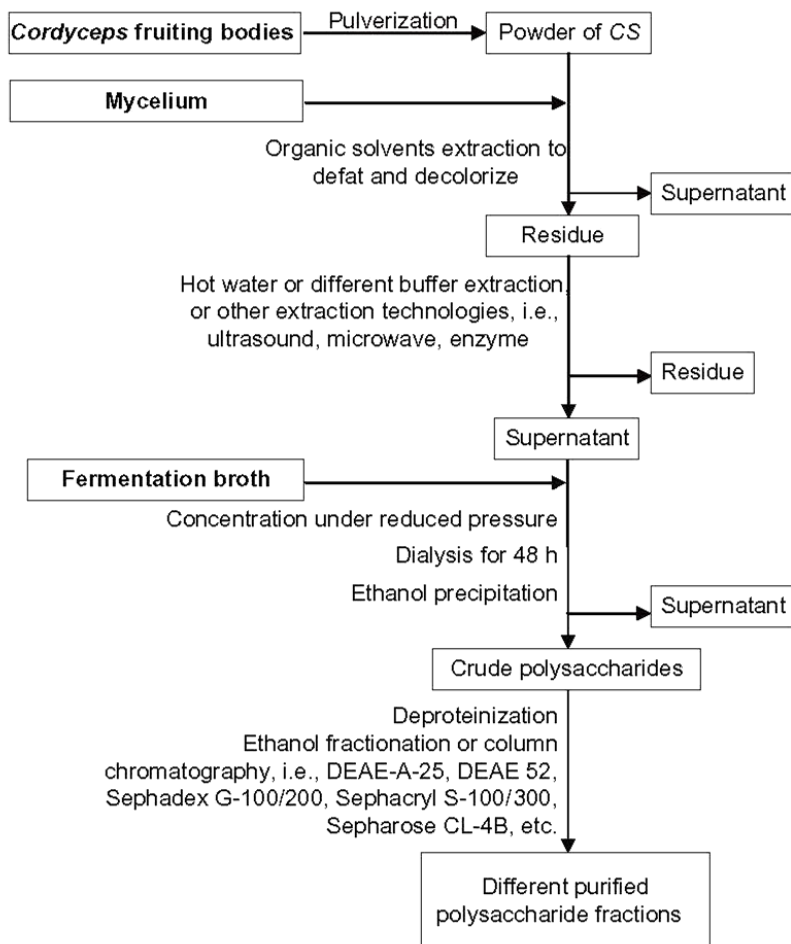 Cordyceps fruiting bodies
Pulverization
Powder of CS
Mycelium
Organic solvents extraction to
defat and decolorize
Supernatant
Residue
Hot water or different buffer extraction,
or other extraction technologies, i.e.,
ultrasound, microwave, enzyme
Residue
Supernatant
Fermentation broth
Concentration under reduced pressure
Dialysis for 48 h
Ethanol precipitation
Supernatant
Crude polysaccharides
Deproteinization
Ethanol fractionation or column
chromatography, i.e., DEAE-A-25, DEAE 52,
Sephadex G-100/200, Sephacryl S-100/300,
Sepharose CL-4B, etc.
Different purified
polysaccharide fractions